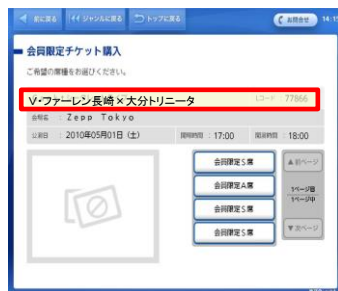 前に戻る
ジャンルに戻る
トップに戻る
お問合せ
14:15
会員限定チケット購入
ご希望の席種をお選びください。
V・ファーレン長崎×大分トリニータ
Lコード : 77866
会場名 : Zepp Tokyo
公演日 : 2010年05月01日 (土)
開場時間 : 17:00
開演時間 : 18:00
会員限定S席
会員限定A席
会員限定S席
会員限定S席
▲前ページ
1ページ目
1ページ中
▼次ページ